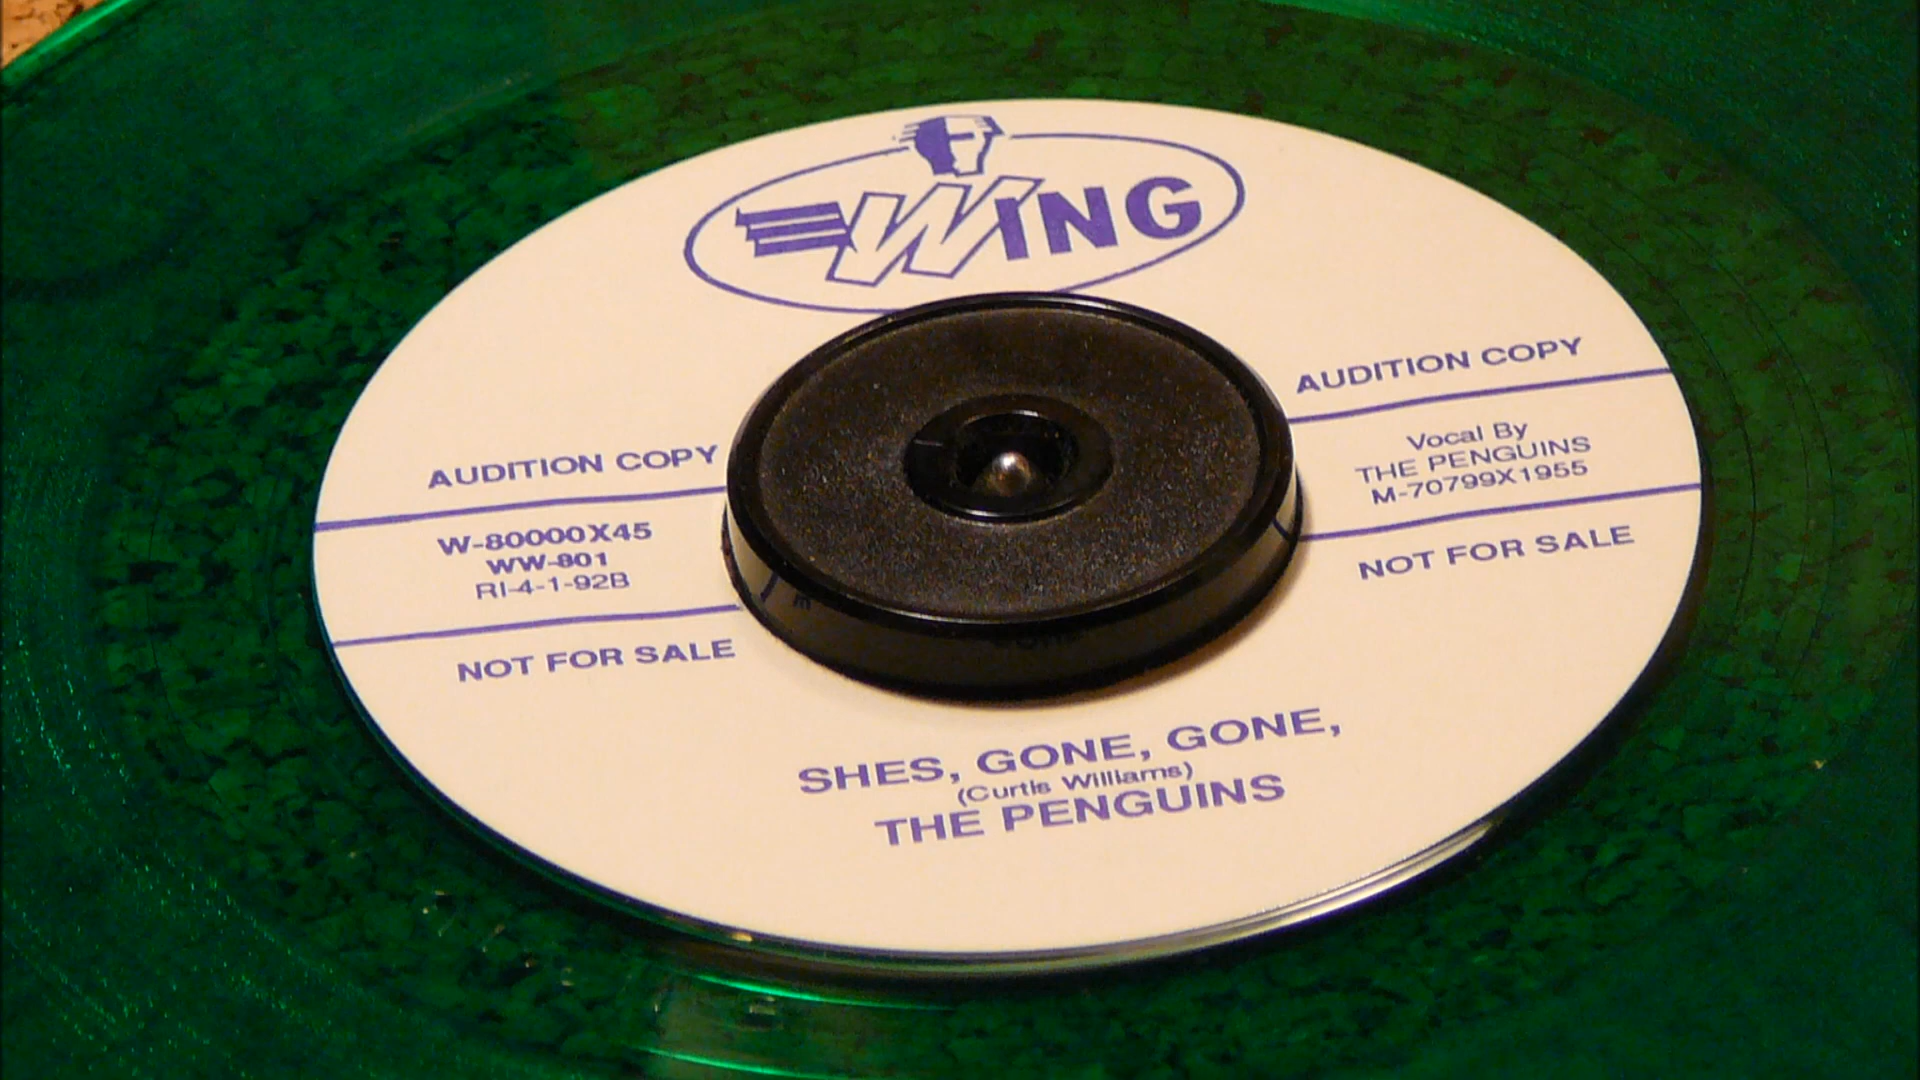 WING
AUDITION COPY
W-80000X45
WW-801
RI-4-1-92B
NOT FOR SALE
AUDITION COPY
Vocal By
THE PENGUINS
M-70799X1955
NOT FOR SALE
SHES, GONE, GONE,
(Curtis Williams)
THE PENGUINS